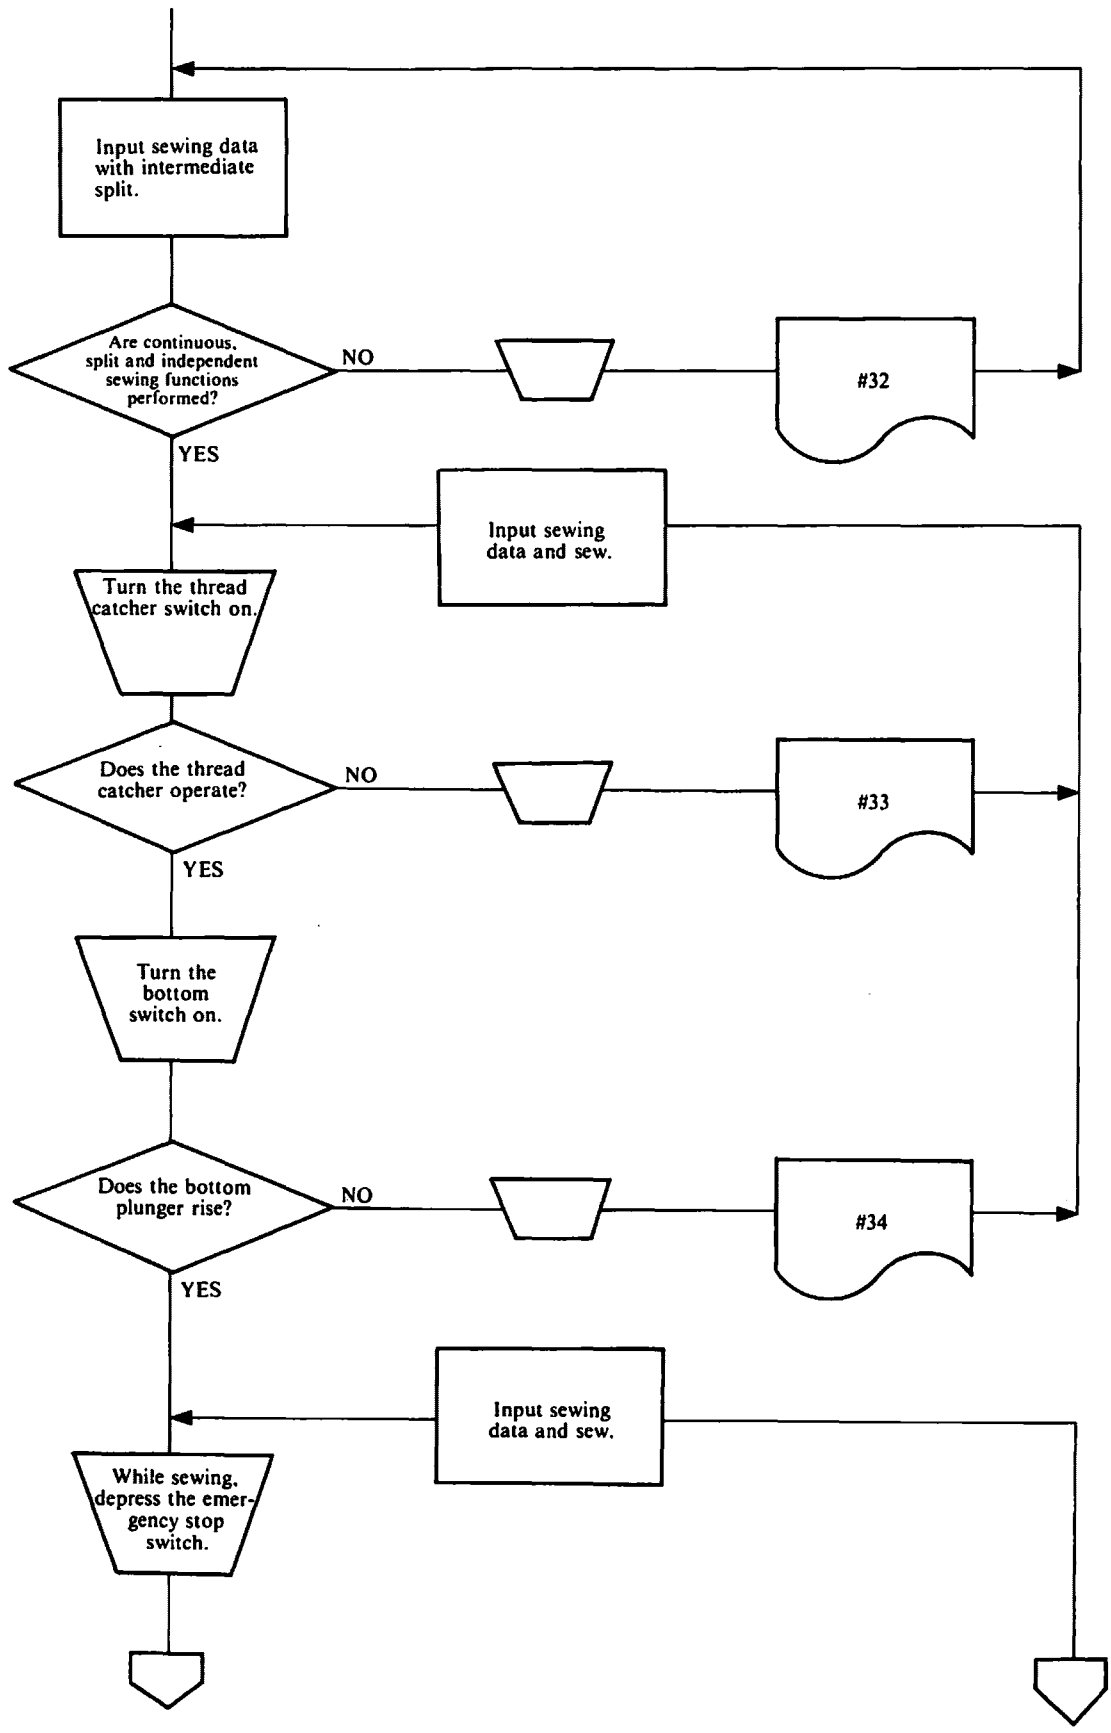 Input sewing data
with intermediate
split.
Are continuous,
split and independent
sewing functions
performed?
NO
#32
YES
Input sewing
data and sew.
Turn the thread
catcher switch on.
Does the thread
catcher operate?
NO
#33
YES
Turn the
bottom
switch on.
Does the bottom
plunger rise?
NO
#34
YES
Input sewing
data and sew.
While sewing,
depress the emer-
gency stop
switch.